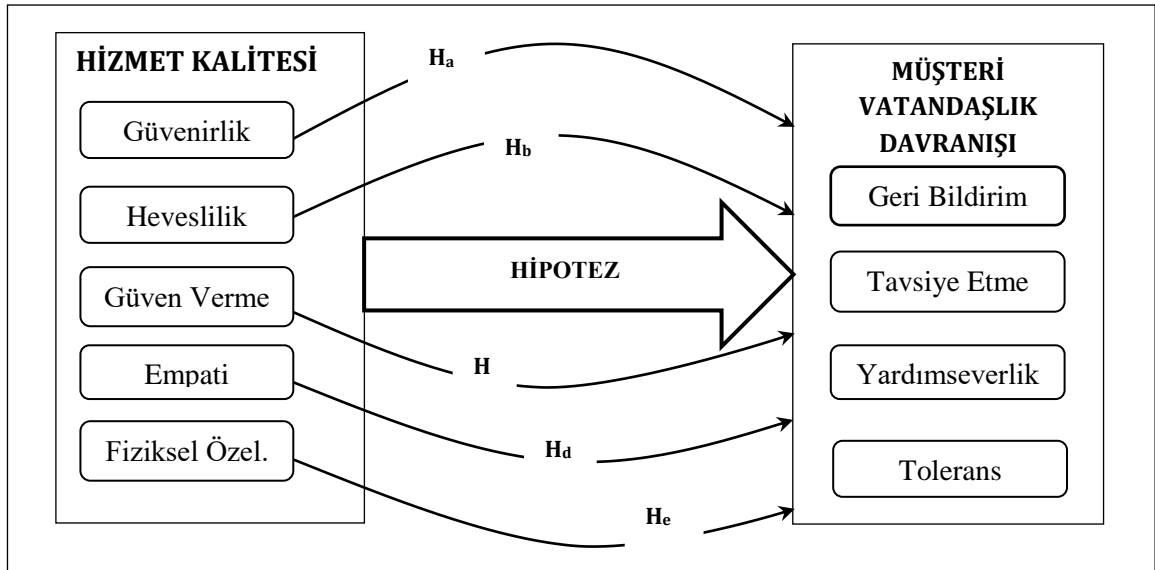 HİZMET KALİTESİ
Güvenirlik
Heveslilik
Güven Verme
Empati
Fiziksel Özel.
Ha
Hb
HİPOTEZ
H
Hd
He
MÜŞTERİ
VATANDAŞLIK
DAVRANIŞI
Geri Bildirim
Tavsiye Etme
Yardımseverlik
Tolerans